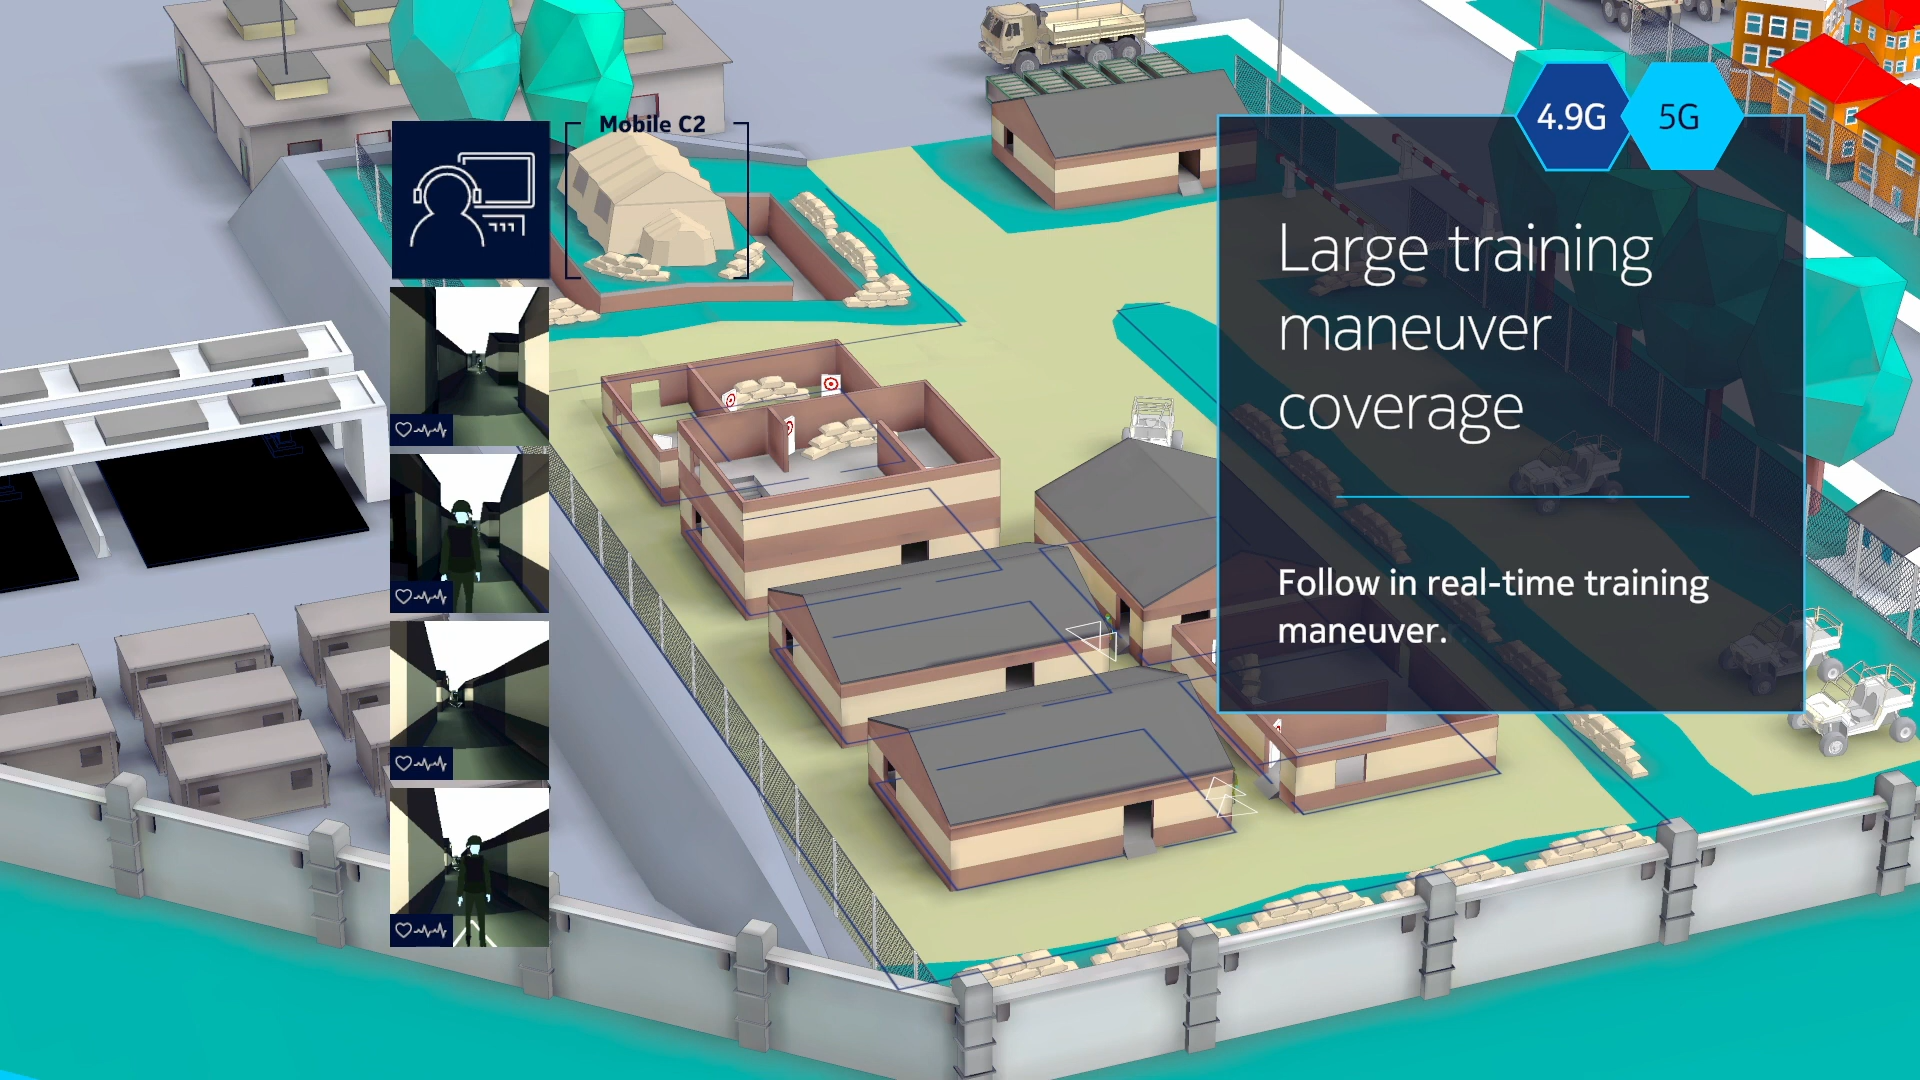 Mobile C2
4.9G
5G
Large training
maneuver
coverage
Follow in real-time training
maneuver.